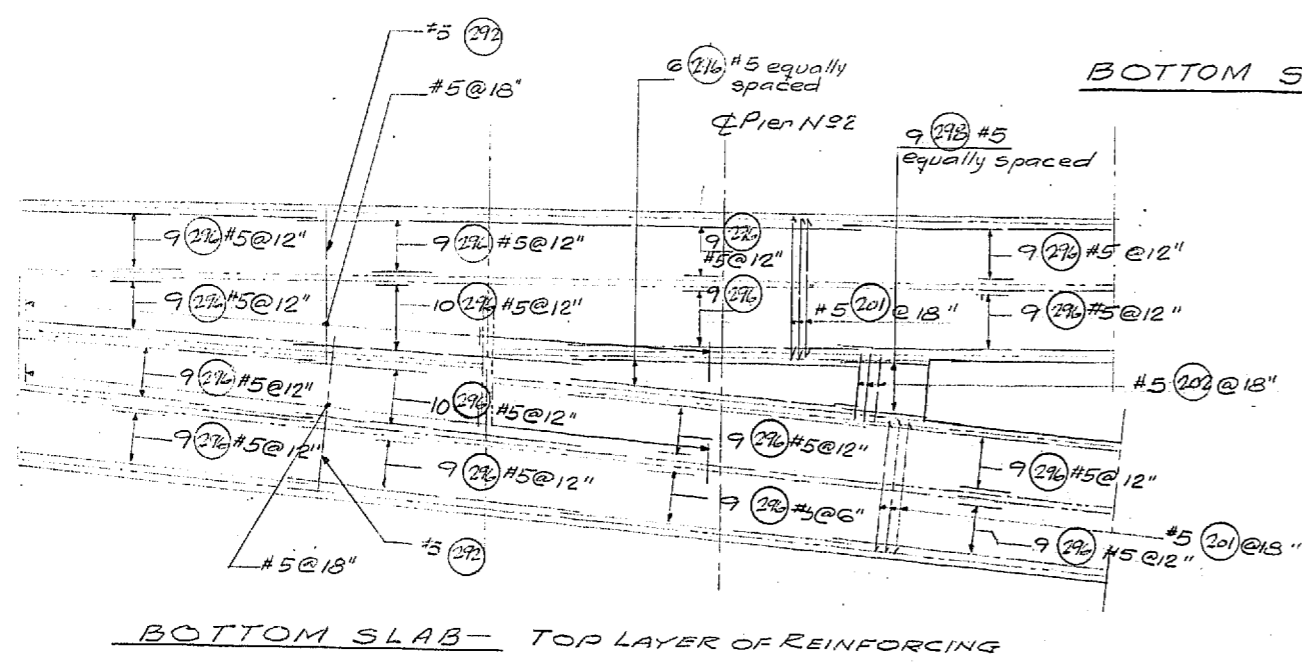 #5 (292)
#5@18"
6 (296) #5 equally
spaced
BOTTOM S
℄ Pier Nº2
9 (298) #5
equally spaced
9 (296) #5@12"
9 (296) #5@12"
9 (296)
#5@12"
9 (296) #5@12"
9 (296) #5@12"
10 (296) #5@12"
9 (296)
#5 (201) @ 18"
9 (296) #5@12"
9 (296) #5@12"
10 (296) #5@12"
#5 (202) @ 18"
9 (296) #5@12"
9 (296) #5@12"
9 (296) #5@12"
9 (296) #5@12"
9 (296) #5@6"
#5 (201) @18"
9 (296) #5@12"
#5@18"
#5 (292)
BOTTOM SLAB- TOP LAYER OF REINFORCING